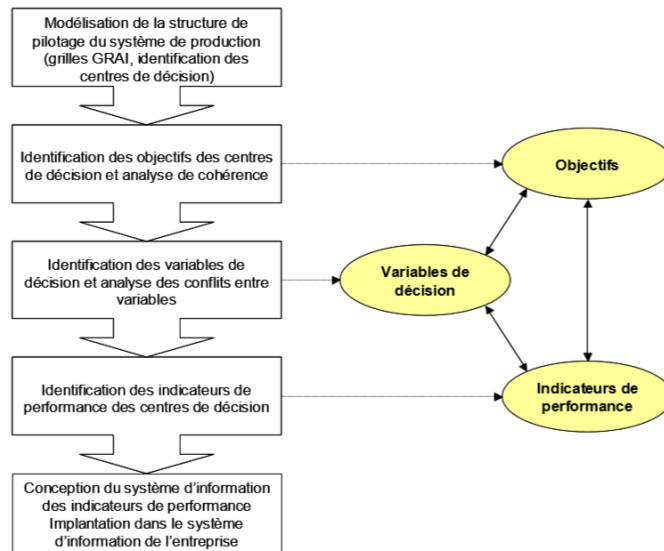 Modélisation de la structure de
pilotage du système de production
(grilles GRAI, identification des
centres de décision)
Identification des objectifs des centres
de décision et analyse de cohérence
Objectifs
Identification des variables de
décision et analyse des conflits entre
variables
Variables de
décision
Identification des indicateurs de
performance des centres de décision
Indicateurs de
performance
Conception du système d'information
des indicateurs de performance
Implantation dans le système
d'information de l'entreprise